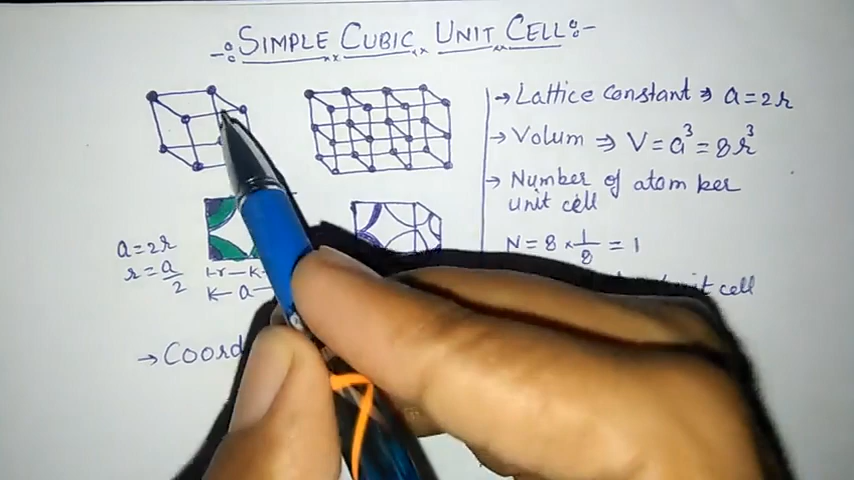 SIMPLE CUBIC UNIT CELL
→ Lattice constant ⇒ a = 2r
→ Volum ⇒ V = a³ = 8r³
→ Number of atom per
unit cell
N = 8 × 1/8 = 1
unit cell
a = 2r
r = a/2
⊢r—k
k—a—
→ Coord